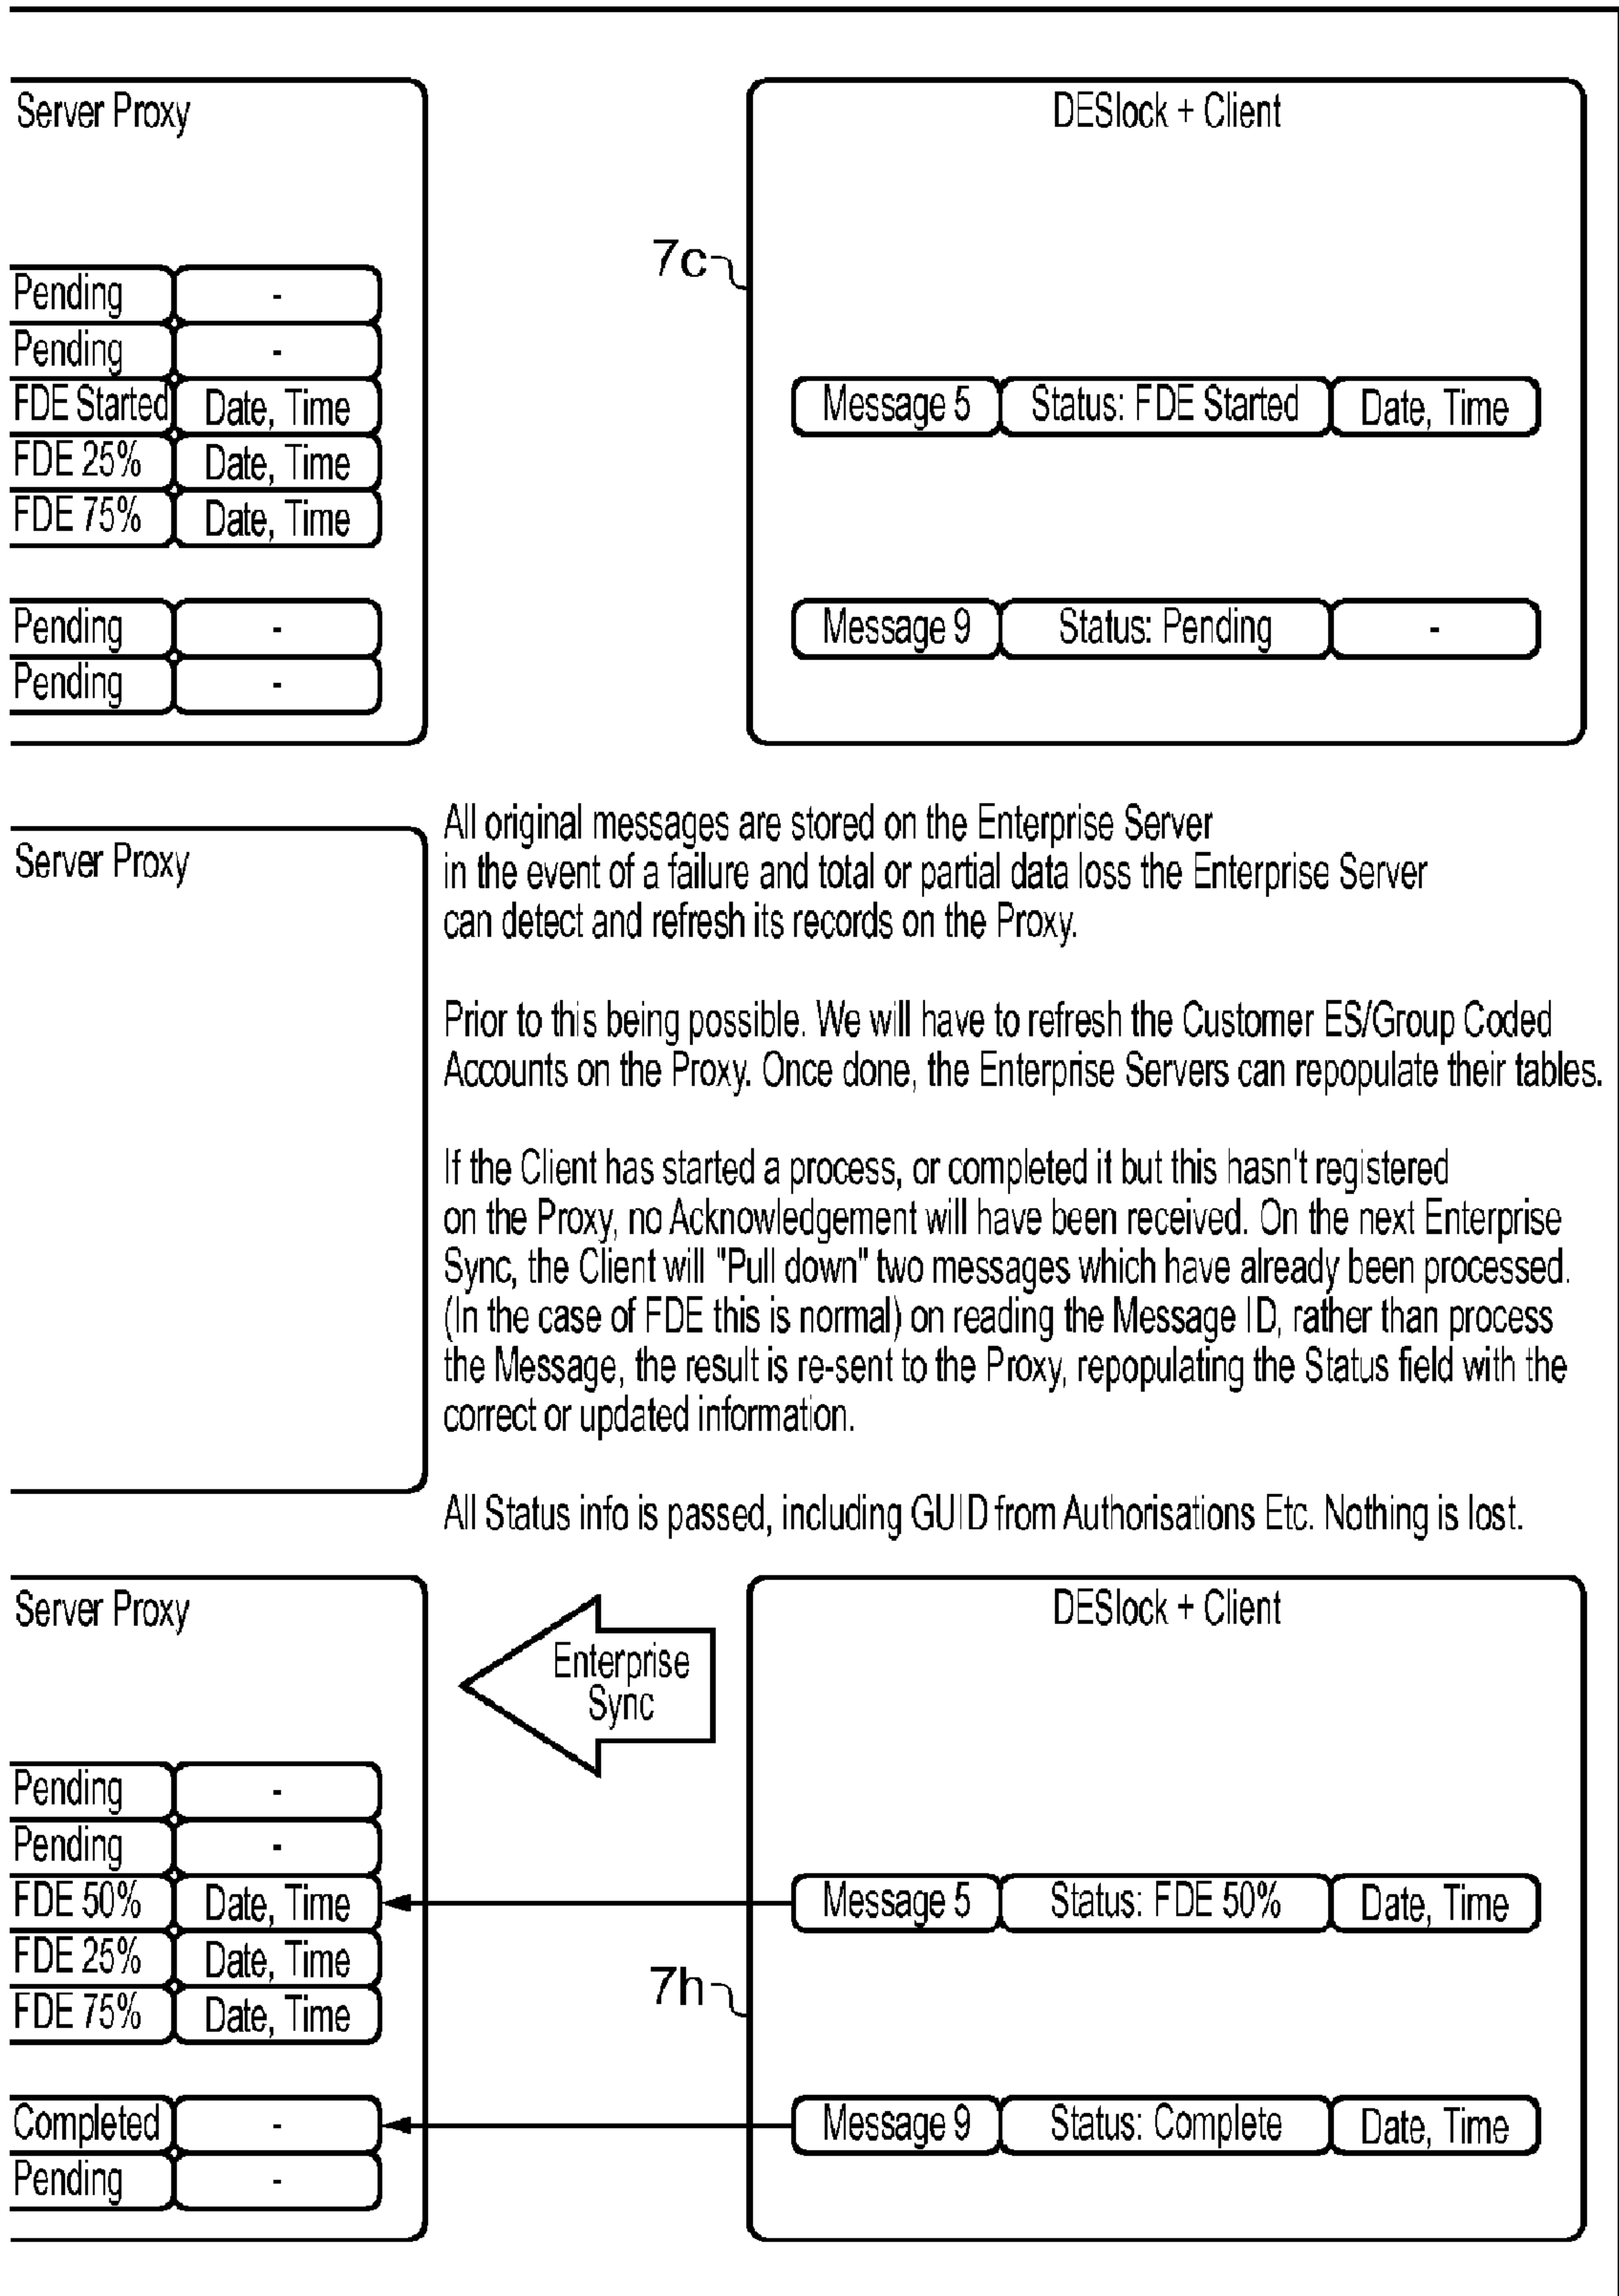 Server Proxy
DESlock + Client
7c
Pending -
Pending -
FDE Started Date, Time
Message 5 Status: FDE Started Date, Time
FDE 25% Date, Time
FDE 75% Date, Time
Pending -
Message 9 Status: Pending -
Pending -
Server Proxy
All original messages are stored on the Enterprise Server
in the event of a failure and total or partial data loss the Enterprise Server
can detect and refresh its records on the Proxy.
Prior to this being possible. We will have to refresh the Customer ES/Group Coded
Accounts on the Proxy. Once done, the Enterprise Servers can repopulate their tables.
If the Client has started a process, or completed it but this hasn't registered
on the Proxy, no Acknowledgement will have been received. On the next Enterprise
Sync, the Client will "Pull down" two messages which have already been processed.
(In the case of FDE this is normal) on reading the Message ID, rather than process
the Message, the result is re-sent to the Proxy, repopulating the Status field with the
correct or updated information.
All Status info is passed, including GUID from Authorisations Etc. Nothing is lost.
Server Proxy
Enterprise
Sync
DESlock + Client
Pending -
Pending -
FDE 50% Date, Time
Message 5 Status: FDE 50% Date, Time
FDE 25% Date, Time
7h
FDE 75% Date, Time
Completed -
Message 9 Status: Complete Date, Time
Pending -